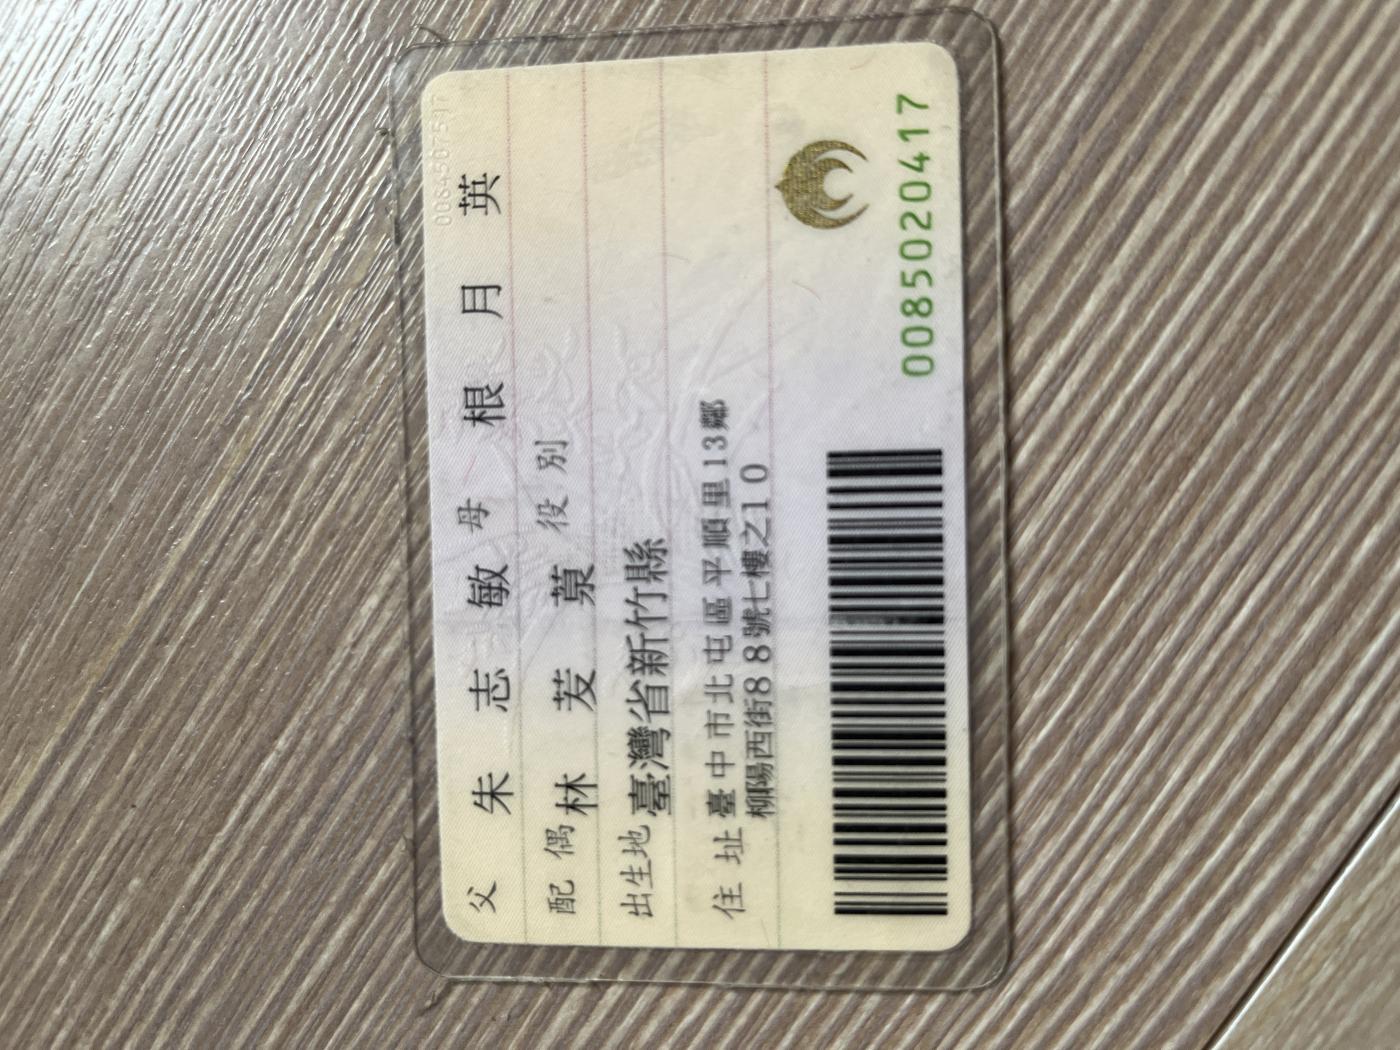 父 朱志敏 母 根月英
配偶 林 役別
出生地 臺灣省新竹縣
住址 臺中市北屯區平順里13鄰
柳陽西街88號七樓之10
0085020417